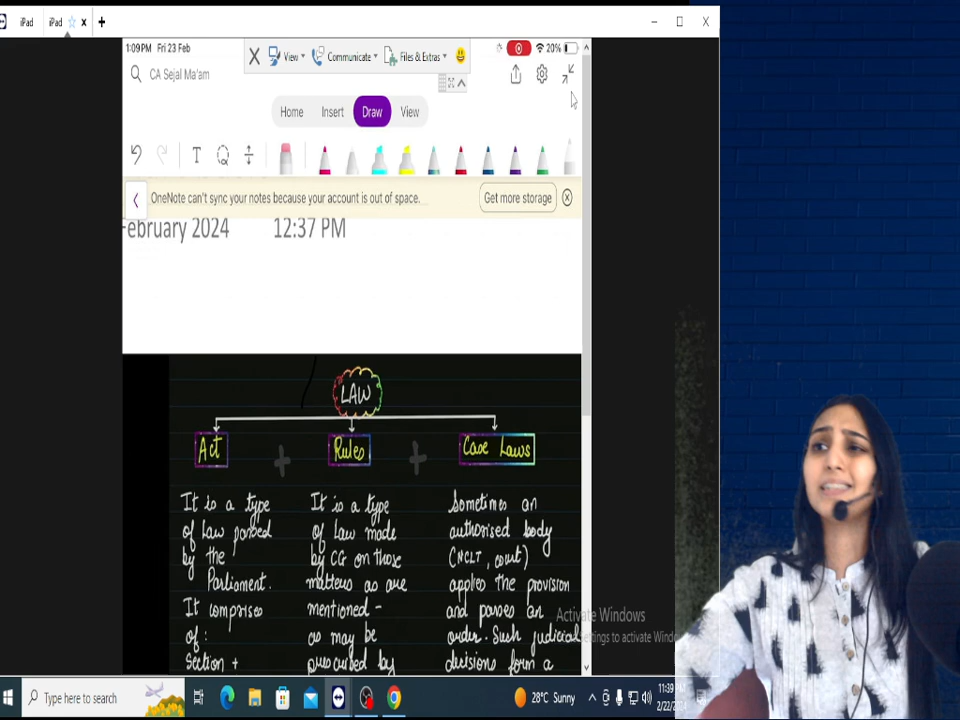 iPad iPad
1:09PM Fri 23 Feb
View Communicate Files & Extras
20%
CA Sejal Ma'am
Home Insert Draw View
T
OneNote can't sync your notes because your account is out of space. Get more storage
February 2024 12:37 PM
LAW
Act + Rules + Case Laws
It is a type
of Law passed
by the
Parliament.
It comprises
of:
Section +
It is a type
of Law made
by CG on those
matters as are
mentioned -
as may be
prescribed by
Sometimes an
authorised body
(NCLT, court)
applies the provision
and passes an
order. Such judicial
decisions form a
Activate Windows
settings to activate Windo
Type here to search
28°C Sunny
11:39
2/22/2024